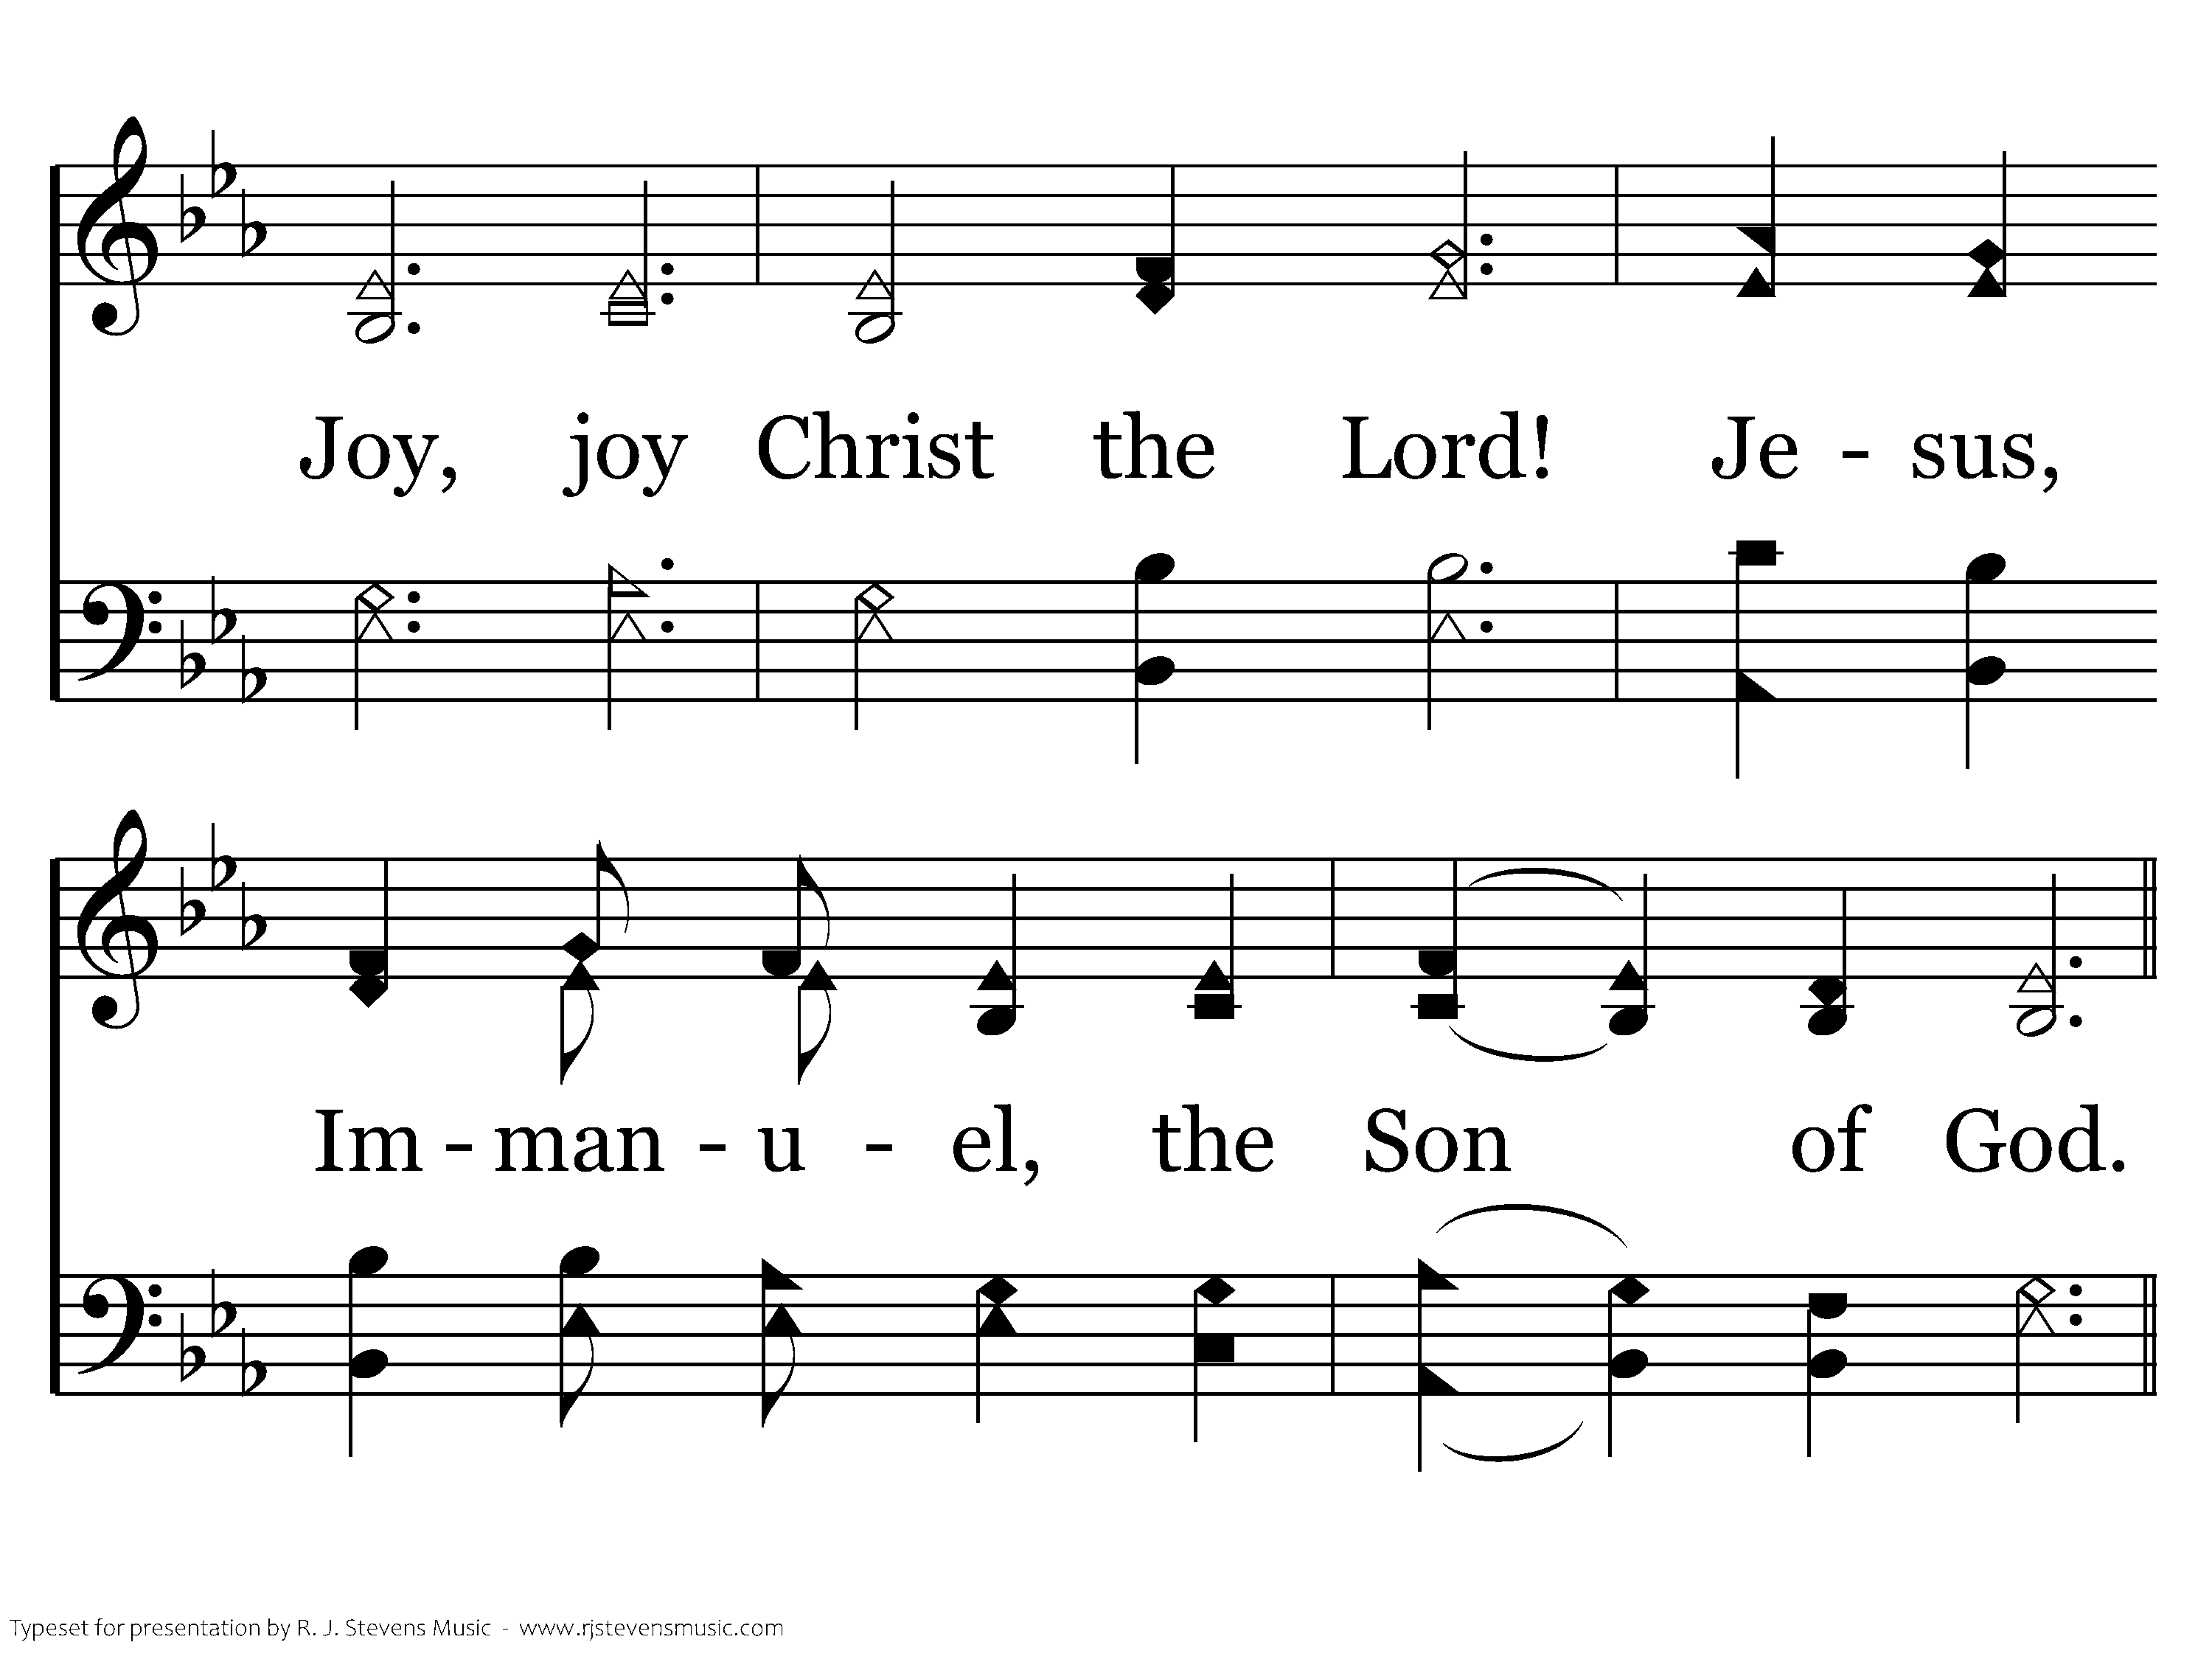 Joy, joy Christ the Lord! Je - sus,
Im - man - u - el, the Son of God.
Typeset for presentation by R. J. Stevens Music - www.rjstevensmusic.com